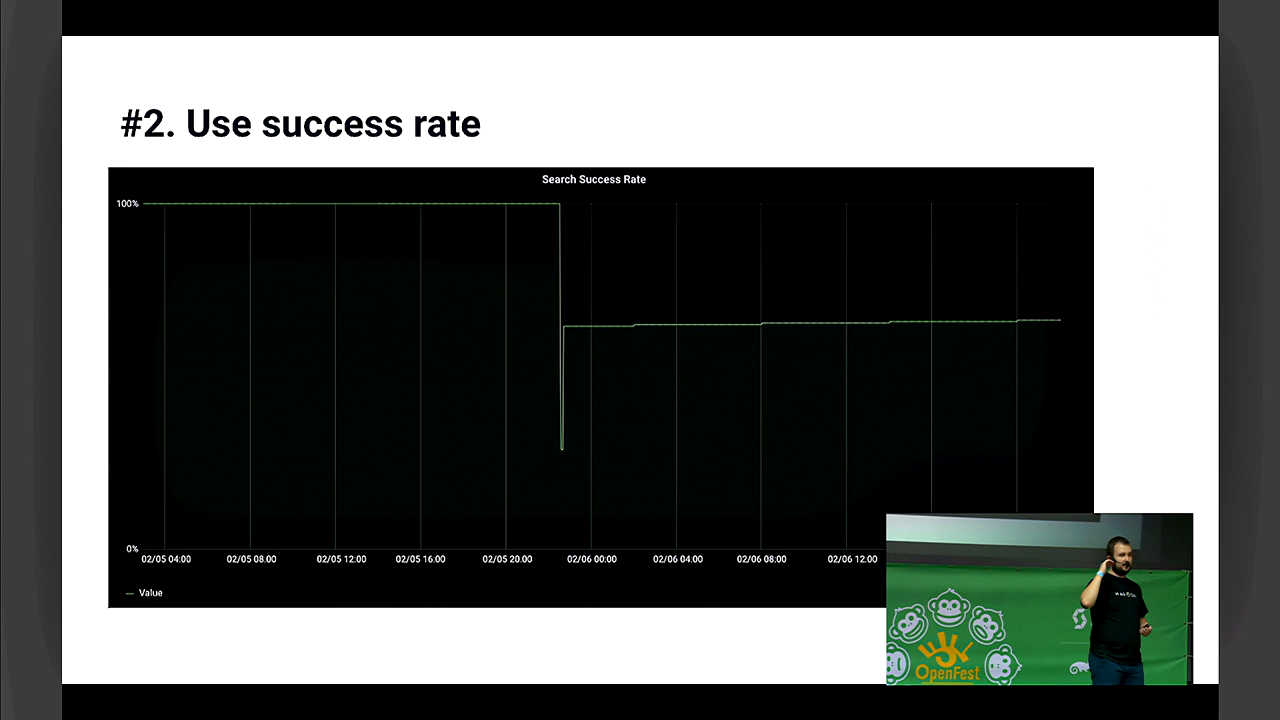 #2. Use success rate
Search Success Rate
100%
0%
02/05 04:00
02/05 08:00
02/05 12:00
02/05 16:00
02/05 20:00
02/06 00:00
02/06 04:00
02/06 08:00
02/06 12:00
Value
OpenFest